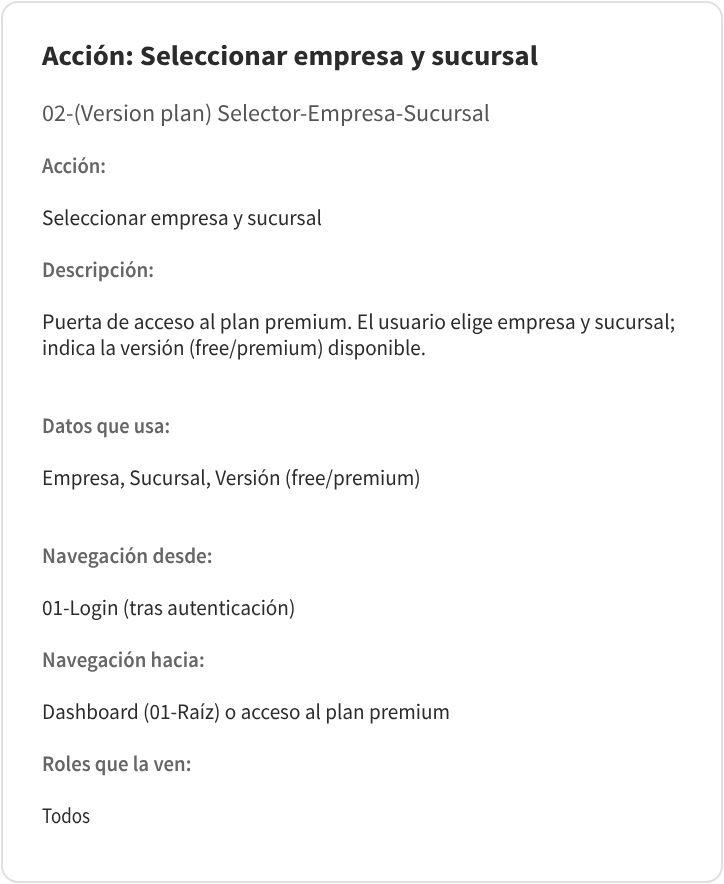 Acción: Seleccionar empresa y sucursal
02-(Version plan) Selector-Empresa-Sucursal
Acción:
Seleccionar empresa y sucursal
Descripción:
Puerta de acceso al plan premium. El usuario elige empresa y sucursal;
indica la versión (free/premium) disponible.
Datos que usa:
Empresa, Sucursal, Versión (free/premium)
Navegación desde:
01-Login (tras autenticación)
Navegación hacia:
Dashboard (01-Raíz) o acceso al plan premium
Roles que la ven:
Todos